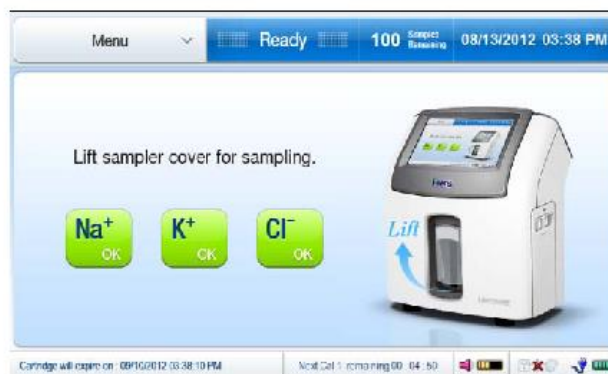 Menu
Ready
100 Samples Remaining
08/13/2012 03:38 PM
Lift sampler cover for sampling.
Na⁺ OK
K⁺ OK
Cl⁻ OK
Lift
Cartridge will expire on : 09/10/2012 03:38:10 PM
Next Cal 1 remaining 00 : 04 : 50